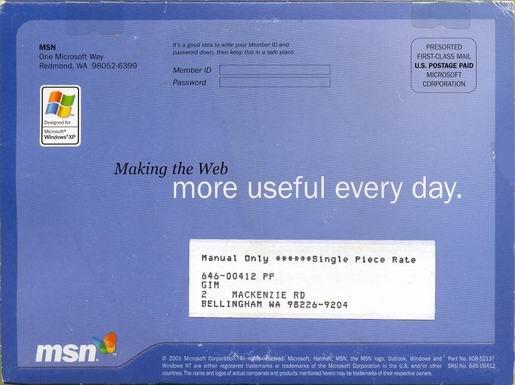 MSN
One Microsoft Way
Redmond, WA 98052-6399
It's a good idea to write your Member ID and
password down, then keep this in a safe place.
Member ID
Password
PRESORTED
FIRST-CLASS MAIL
U.S. POSTAGE PAID
MICROSOFT
CORPORATION
Designed for
Microsoft®
Windows®XP
Making the Web
more useful every day.
Manual Only ******Single Piece Rate
646-00412 PP
GIM
2 MACKENZIE RD
BELLINGHAM WA 98226-9204
msn
© 2001 Microsoft Corporation. All rights reserved. Microsoft, Hotmail, MSN, the MSN logo, Outlook, Windows and
Windows NT are either registered trademarks or trademarks of the Microsoft Corporation in the U.S. and/or other
countries. The names and logos of actual companies and products mentioned herein may be trademarks of their respective owners.
Part No. X08-52137
SKU No. 646-00412